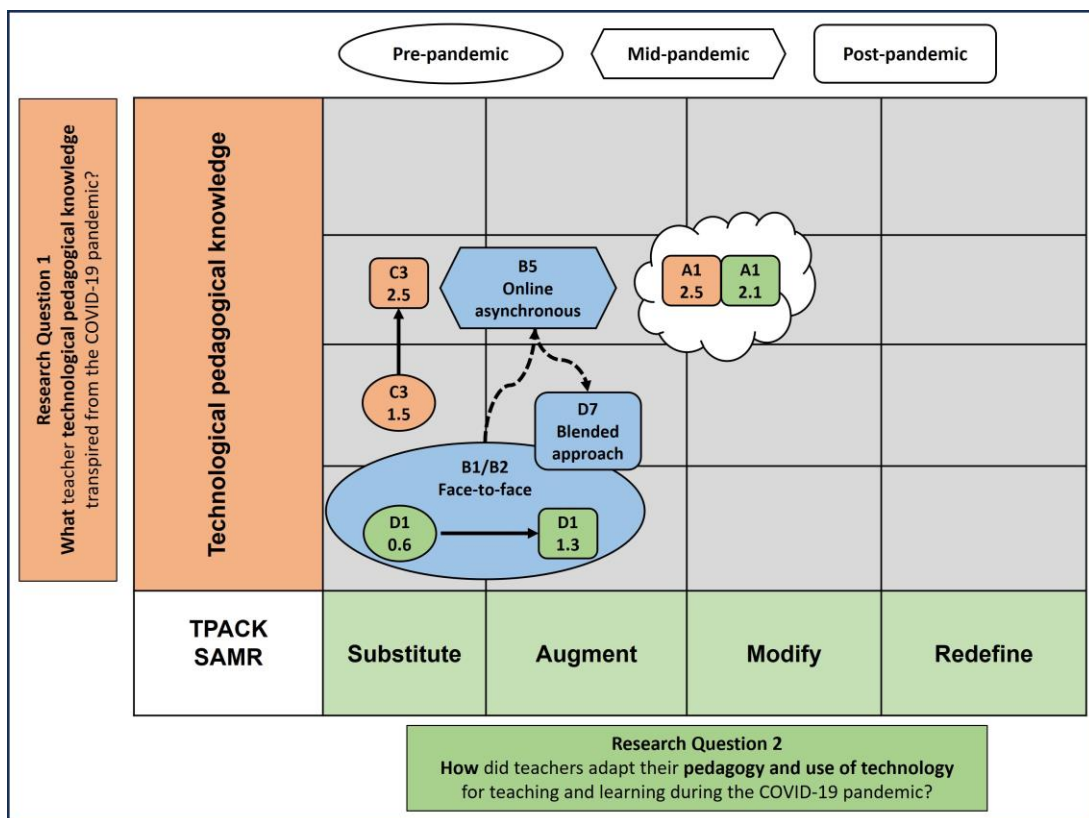 Pre-pandemic
Mid-pandemic
Post-pandemic
Research Question 1
What teacher technological pedagogical knowledge
transpired from the COVID-19 pandemic?
Technological pedagogical knowledge
C3
2.5
B5
Online
asynchronous
A1
2.5
A1
2.1
C3
1.5
D7
Blended
approach
B1/B2
Face-to-face
D1
0.6
D1
1.3
TPACK
SAMR
Substitute
Augment
Modify
Redefine
Research Question 2
How did teachers adapt their pedagogy and use of technology
for teaching and learning during the COVID-19 pandemic?